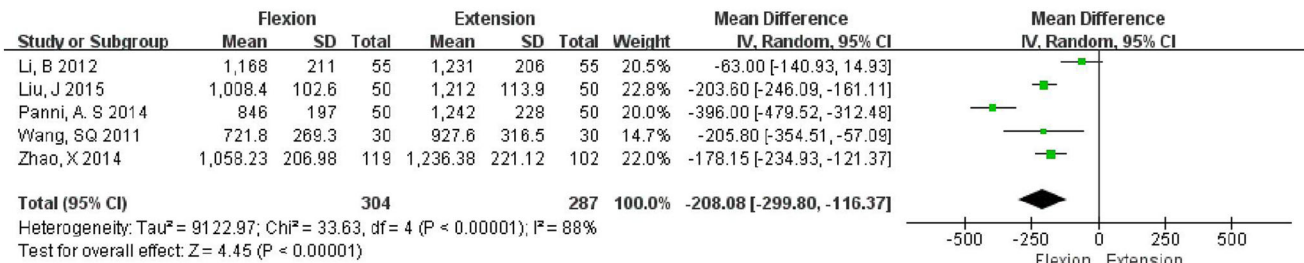 Flexion Extension Mean Difference Mean Difference
Study or Subgroup Mean SD Total Mean SD Total Weight IV, Random, 95% CI IV, Random, 95% CI
Li, B 2012 1,168 211 55 1,231 206 55 20.5% -63.00 [-140.93, 14.93]
Liu, J 2015 1,008.4 102.6 50 1,212 113.9 50 22.8% -203.60 [-246.09, -161.11]
Panni, A. S 2014 846 197 50 1,242 228 50 20.0% -396.00 [-479.52, -312.48]
Wang, SQ 2011 721.8 269.3 30 927.6 316.5 30 14.7% -205.80 [-354.51, -57.09]
Zhao, X 2014 1,058.23 206.98 119 1,236.38 221.12 102 22.0% -178.15 [-234.93, -121.37]
Total (95% CI) 304 287 100.0% -208.08 [-299.80, -116.37]
Heterogeneity: Tau² = 9122.97; Chi² = 33.63, df = 4 (P < 0.00001); I² = 88%
Test for overall effect: Z = 4.45 (P < 0.00001)
-500 -250 0 250 500
Flexion Extension